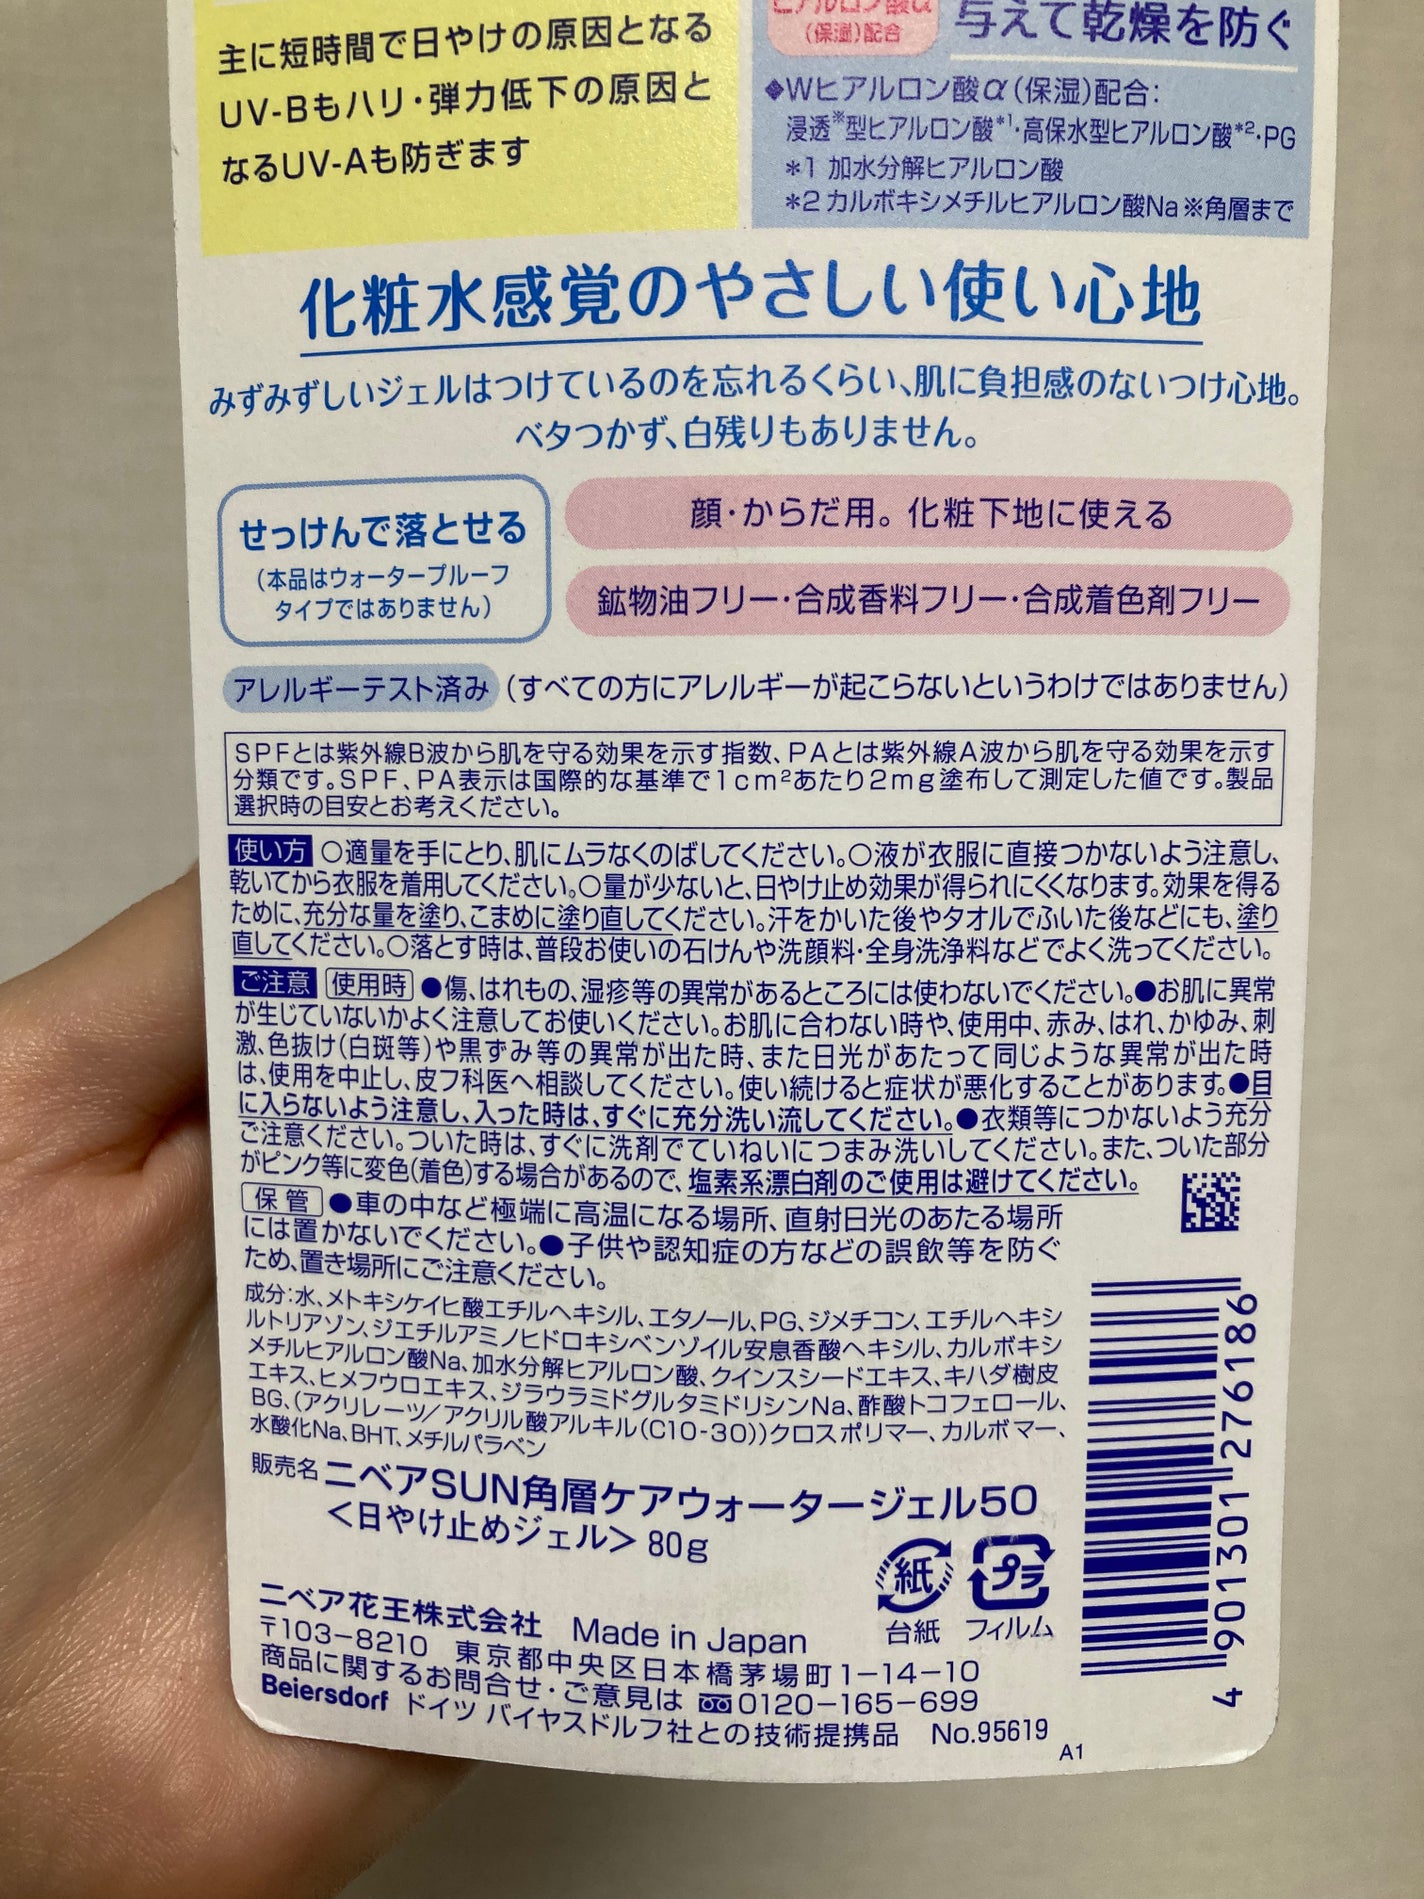 主に短時間で日やけの原因となる
UV-Bもハリ・弾力低下の原因と
なるUV-Aも防ぎます
ヒアルロン酸α
(保湿)配合
与えて乾燥を防ぐ
◆Wヒアルロン酸α(保湿)配合:
浸透※型ヒアルロン酸*1・高保水型ヒアルロン酸*2・PG
*1 加水分解ヒアルロン酸
*2 カルボキシメチルヒアルロン酸Na ※角層まで
化粧水感覚のやさしい使い心地
みずみずしいジェルはつけているのを忘れるくらい、肌に負担感のないつけ心地。
ベタつかず、白残りもありません。
せっけんで落とせる
(本品はウォータープルーフ
タイプではありません)
顔・からだ用。化粧下地に使える
鉱物油フリー・合成香料フリー・合成着色剤フリー
アレルギーテスト済み (すべての方にアレルギーが起こらないというわけではありません)
SPFとは紫外線B波から肌を守る効果を示す指数、PAとは紫外線A波から肌を守る効果を示す
分類です。SPF、PA表示は国際的な基準で1cm²あたり2mg塗布して測定した値です。製品
選択時の目安とお考えください。
使い方 ○適量を手にとり、肌にムラなくのばしてください。○液が衣服に直接つかないよう注意し、
乾いてから衣服を着用してください。○量が少ないと、日やけ止め効果が得られにくくなります。効果を得る
ために、充分な量を塗り、こまめに塗り直してください。汗をかいた後やタオルでふいた後などにも、塗り
直してください。○落とす時は、普段お使いの石けんや洗顔料・全身洗浄料などでよく洗ってください。
ご注意 使用時 ●傷、はれもの、湿疹等の異常があるところには使わないでください。●お肌に異常
が生じていないかよく注意してお使いください。お肌に合わない時や、使用中、赤み、はれ、かゆみ、刺
激、色抜け(白斑等)や黒ずみ等の異常が出た時、また日光があたって同じような異常が出た時
は、使用を中止し、皮フ科医へ相談してください。使い続けると症状が悪化することがあります。●目
に入らないよう注意し、入った時は、すぐに充分洗い流してください。●衣類等につかないよう充分
ご注意ください。ついた時は、すぐに洗剤でていねいにつまみ洗いしてください。また、ついた部分
がピンク等に変色(着色)する場合があるので、塩素系漂白剤のご使用は避けてください。
保管 ●車の中など極端に高温になる場所、直射日光のあたる場所
には置かないでください。●子供や認知症の方などの誤飲等を防ぐ
ため、置き場所にご注意ください。
成分:水、メトキシケイヒ酸エチルヘキシル、エタノール、PG、ジメチコン、エチルヘキシ
ルトリアゾン、ジエチルアミノヒドロキシベンゾイル安息香酸ヘキシル、カルボキシ
メチルヒアルロン酸Na、加水分解ヒアルロン酸、クインスシードエキス、キハダ樹皮
エキス、ヒメフウロエキス、ジラウラミドグルタミドリシンNa、酢酸トコフェロール、
BG、(アクリレーツ/アクリル酸アルキル(C10-30))クロスポリマー、カルボマー、
水酸化Na、BHT、メチルパラベン
販売名 ニベアSUN角層ケアウォータージェル50
<日やけ止めジェル> 80g
紙 プラ
台紙 フィルム
ニベア花王株式会社 Made in Japan
〒103-8210 東京都中央区日本橋茅場町1-14-10
商品に関するお問合せ・ご意見は 0120-165-699
Beiersdorf ドイツ バイヤスドルフ社との技術提携品 No.95619
A1
4 901301 276186